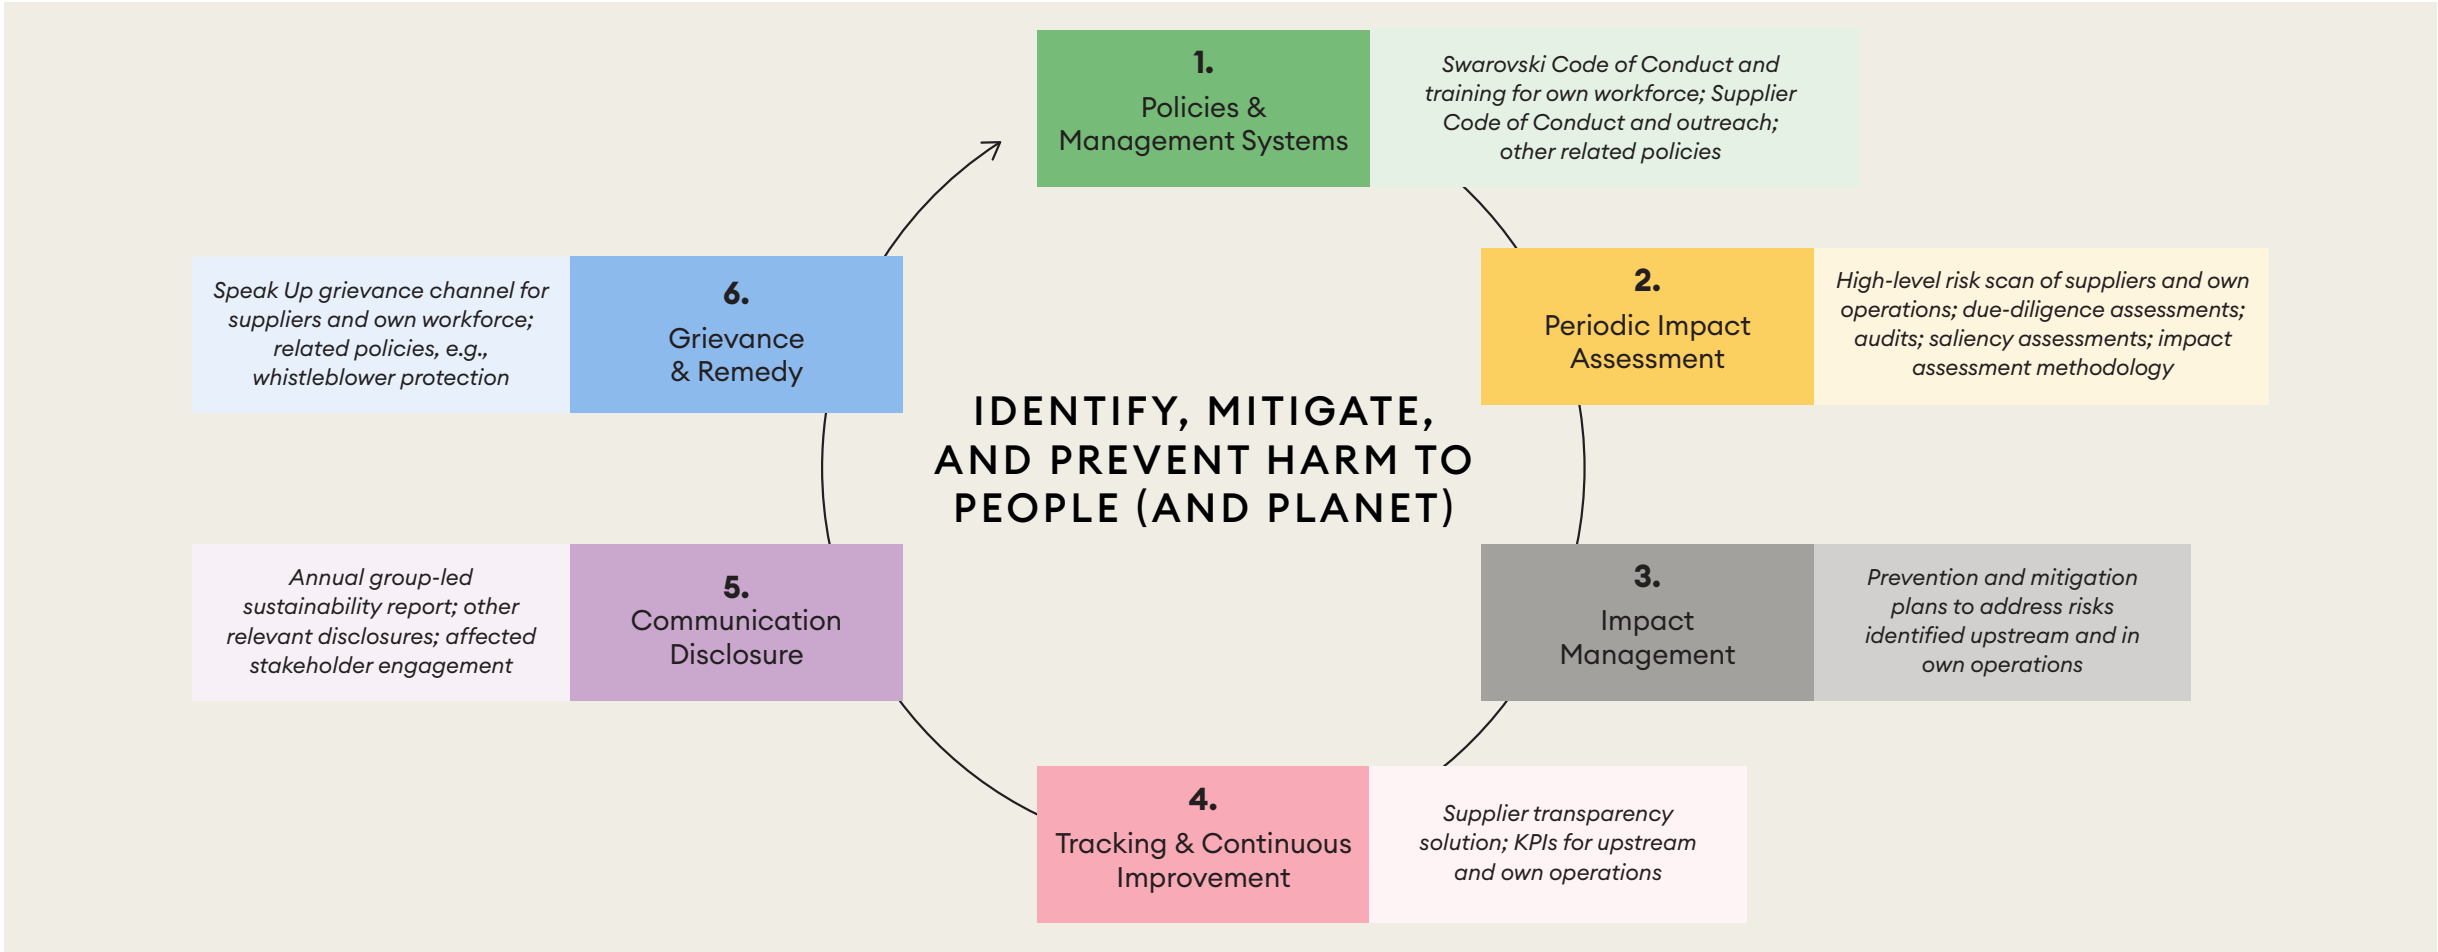 1.
Policies &
Management Systems
Swarovski Code of Conduct and
training for own workforce; Supplier
Code of Conduct and outreach;
other related policies
2.
Periodic Impact
Assessment
High-level risk scan of suppliers and own
operations; due-diligence assessments;
audits; saliency assessments; impact
assessment methodology
3.
Impact
Management
Prevention and mitigation
plans to address risks
identified upstream and in
own operations
4.
Tracking & Continuous
Improvement
Supplier transparency
solution; KPIs for upstream
and own operations
5.
Communication
Disclosure
Annual group-led
sustainability report; other
relevant disclosures; affected
stakeholder engagement
6.
Grievance
& Remedy
Speak Up grievance channel for
suppliers and own workforce;
related policies, e.g.,
whistleblower protection
IDENTIFY, MITIGATE,
AND PREVENT HARM TO
PEOPLE (AND PLANET)